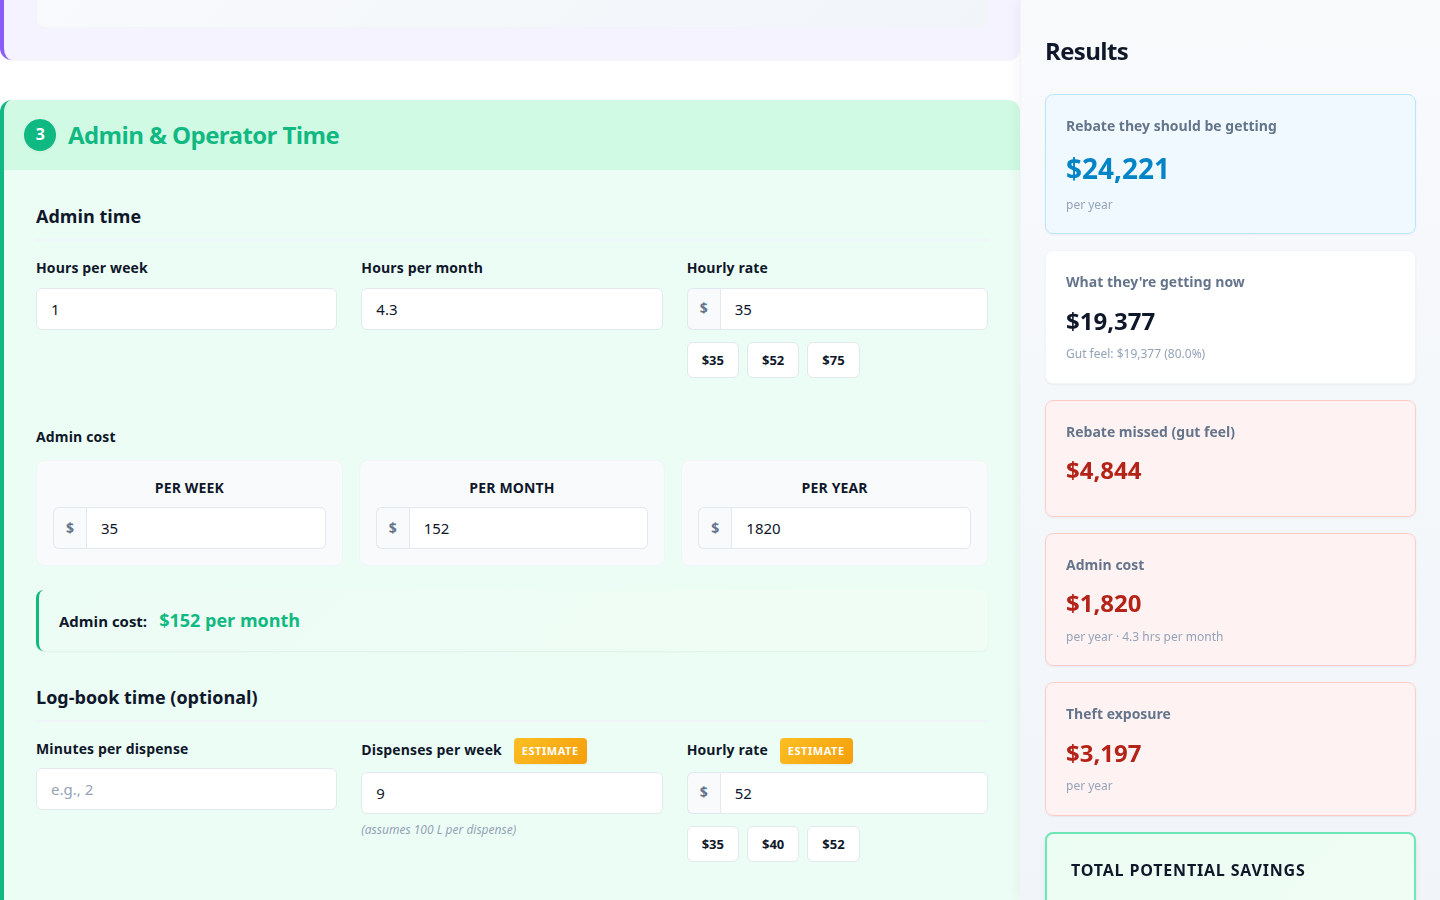 3 Admin & Operator Time
Admin time
Hours per week
Hours per month
Hourly rate
1
4.3
$ 35
$35 $52 $75
Admin cost
PER WEEK
PER MONTH
PER YEAR
$ 35
$ 152
$ 1820
Admin cost: $152 per month
Log-book time (optional)
Minutes per dispense
Dispenses per week ESTIMATE
Hourly rate ESTIMATE
e.g., 2
9
$ 52
(assumes 100 L per dispense)
$35 $40 $52
Results
Rebate they should be getting
$24,221
per year
What they're getting now
$19,377
Gut feel: $19,377 (80.0%)
Rebate missed (gut feel)
$4,844
Admin cost
$1,820
per year · 4.3 hrs per month
Theft exposure
$3,197
per year
TOTAL POTENTIAL SAVINGS